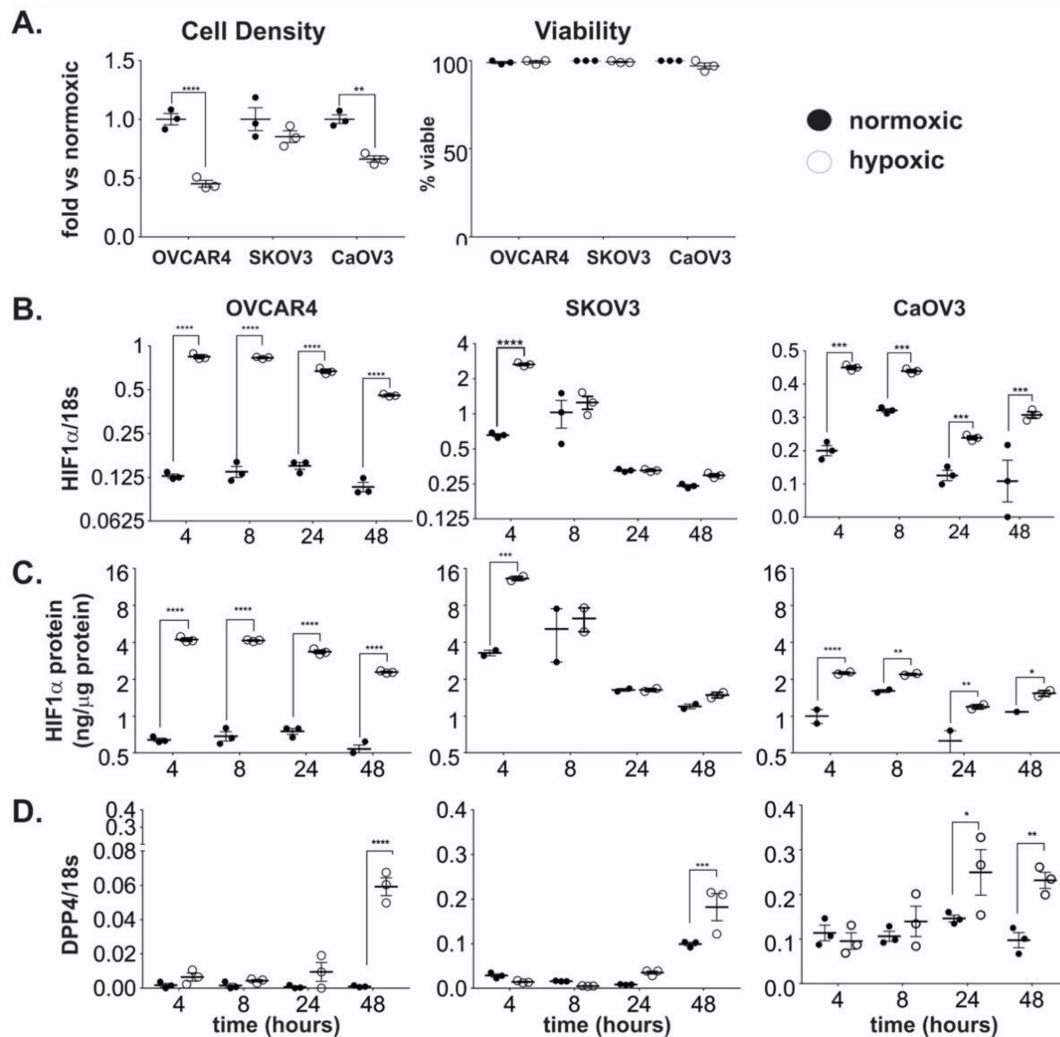 A.
Cell Density
Viability
fold vs normoxic
1.5
1.0
0.5
0.0
****
**
OVCAR4 SKOV3 CaOV3
% viable
100
0
OVCAR4 SKOV3 CaOV3
normoxic
hypoxic
B.
OVCAR4
SKOV3
CaOV3
HIF1α/18s
1
0.5
0.25
0.125
0.0625
**** **** **** ****
4 8 24 48
4
2
1
0.5
0.25
0.125
****
4 8 24 48
0.5
0.4
0.3
0.2
0.1
0.0
*** *** *** ***
4 8 24 48
C.
HIF1α protein
(ng/μg protein)
16
8
4
2
1
0.5
**** **** **** ****
4 8 24 48
16
8
4
2
1
0.5
***
4 8 24 48
16
8
4
2
1
0.5
**** ** ** *
4 8 24 48
D.
DPP4/18s
0.4
0.3
0.08
0.06
0.04
0.02
0.00
****
4 8 24 48
time (hours)
0.4
0.3
0.2
0.1
0.0
***
4 8 24 48
time (hours)
0.4
0.3
0.2
0.1
0.0
* **
4 8 24 48
time (hours)